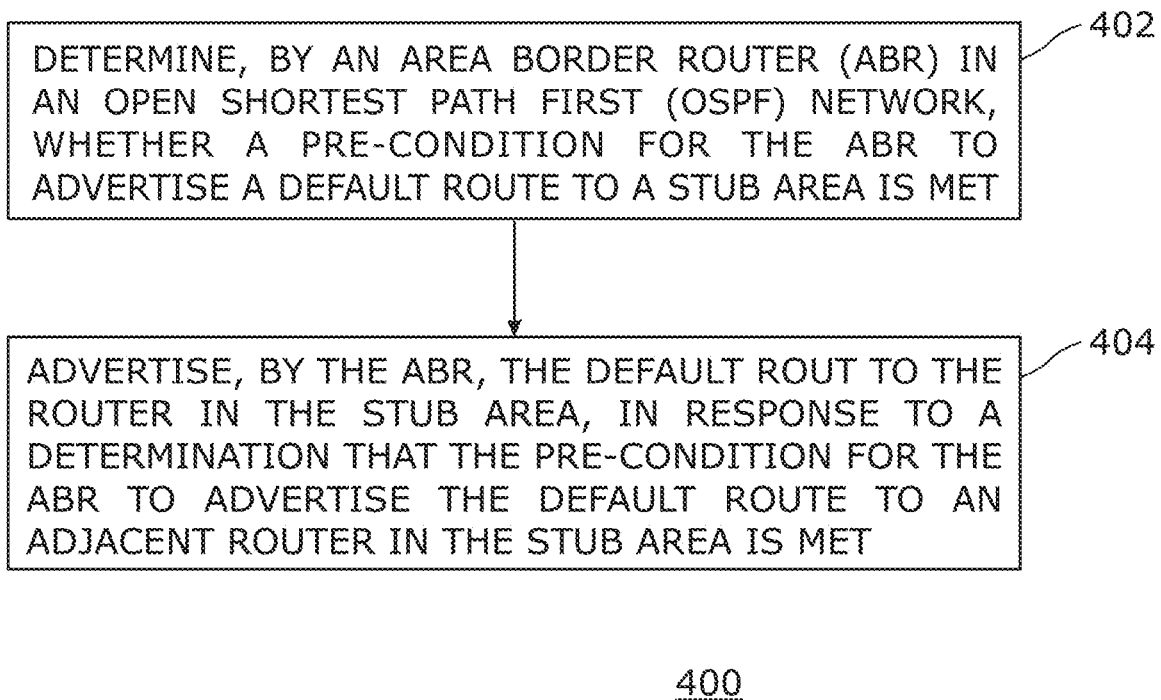 402
DETERMINE, BY AN AREA BORDER ROUTER (ABR) IN
AN OPEN SHORTEST PATH FIRST (OSPF) NETWORK,
WHETHER A PRE-CONDITION FOR THE ABR TO
ADVERTISE A DEFAULT ROUTE TO A STUB AREA IS MET
404
ADVERTISE, BY THE ABR, THE DEFAULT ROUT TO THE
ROUTER IN THE STUB AREA, IN RESPONSE TO A
DETERMINATION THAT THE PRE-CONDITION FOR THE
ABR TO ADVERTISE THE DEFAULT ROUTE TO AN
ADJACENT ROUTER IN THE STUB AREA IS MET
400